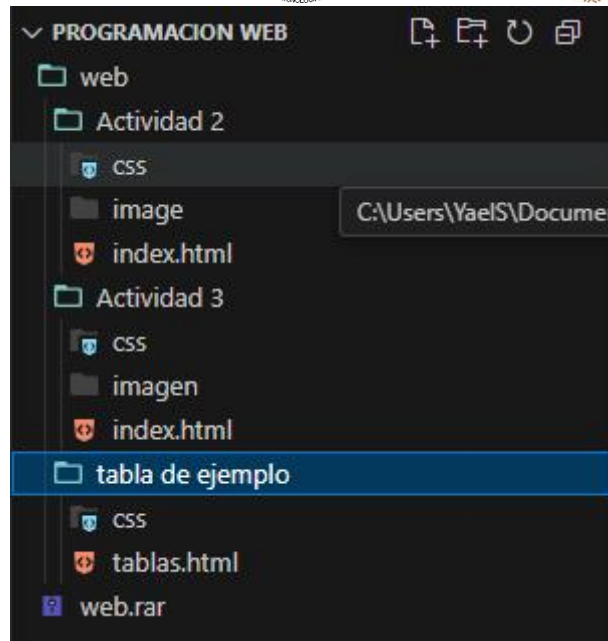 PROGRAMACION WEB
web
Actividad 2
css
image
C:\Users\YaelS\Docume
index.html
Actividad 3
css
imagen
index.html
tabla de ejemplo
css
tablas.html
web.rar